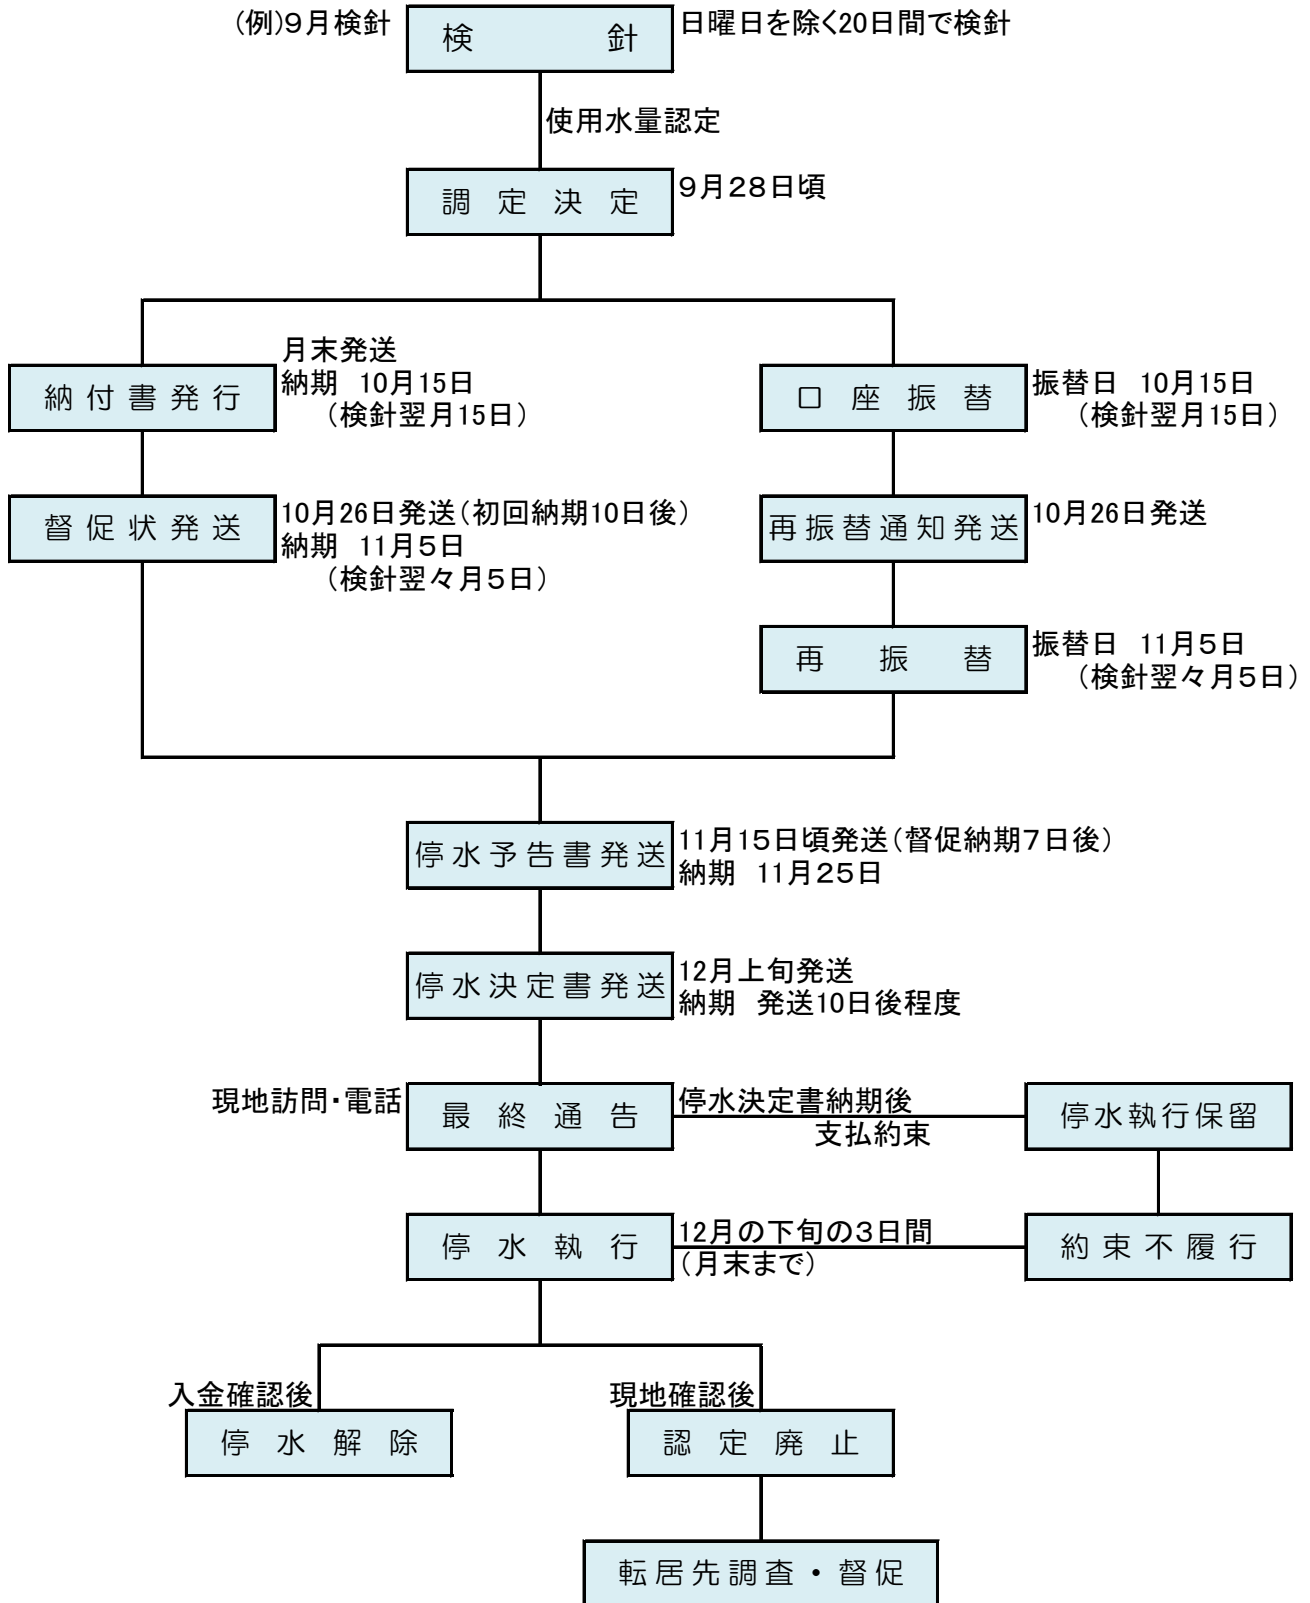 (例)９月検針
検針
日曜日を除く20日間で検針
使用水量認定
調定決定
９月２８日頃
納付書発行
月末発送
納期 10月15日
（検針翌月15日）
口座振替
振替日 10月15日
（検針翌月15日）
督促状発送
10月26日発送（初回納期10日後）
納期 11月５日
（検針翌々月５日）
再振替通知発送
10月26日発送
再振替
振替日 11月５日
（検針翌々月５日）
停水予告書発送
11月１５日頃発送（督促納期７日後）
納期 11月２５日
停水決定書発送
12月上旬発送
納期 発送10日後程度
現地訪問・電話
最終通告
停水決定書納期後
支払約束
停水執行保留
停水執行
12月の下旬の３日間
（月末まで）
約束不履行
入金確認後
停水解除
現地確認後
認定廃止
転居先調査・督促